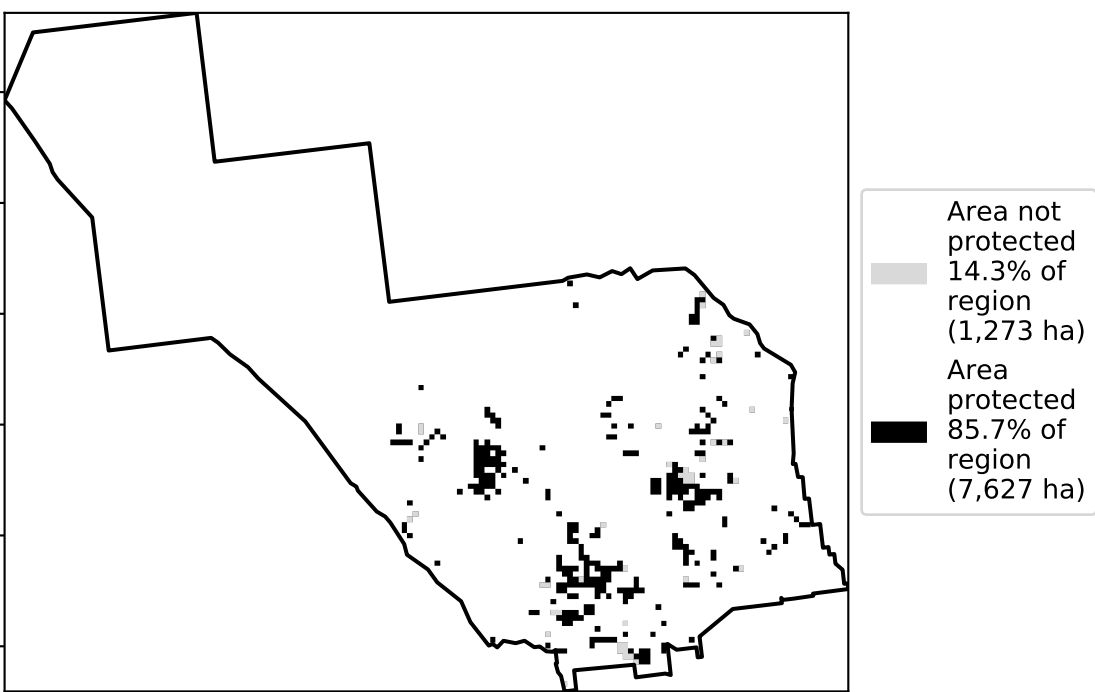 Area not
protected
14.3% of
region
(1,273 ha)
Area
protected
85.7% of
region
(7,627 ha)